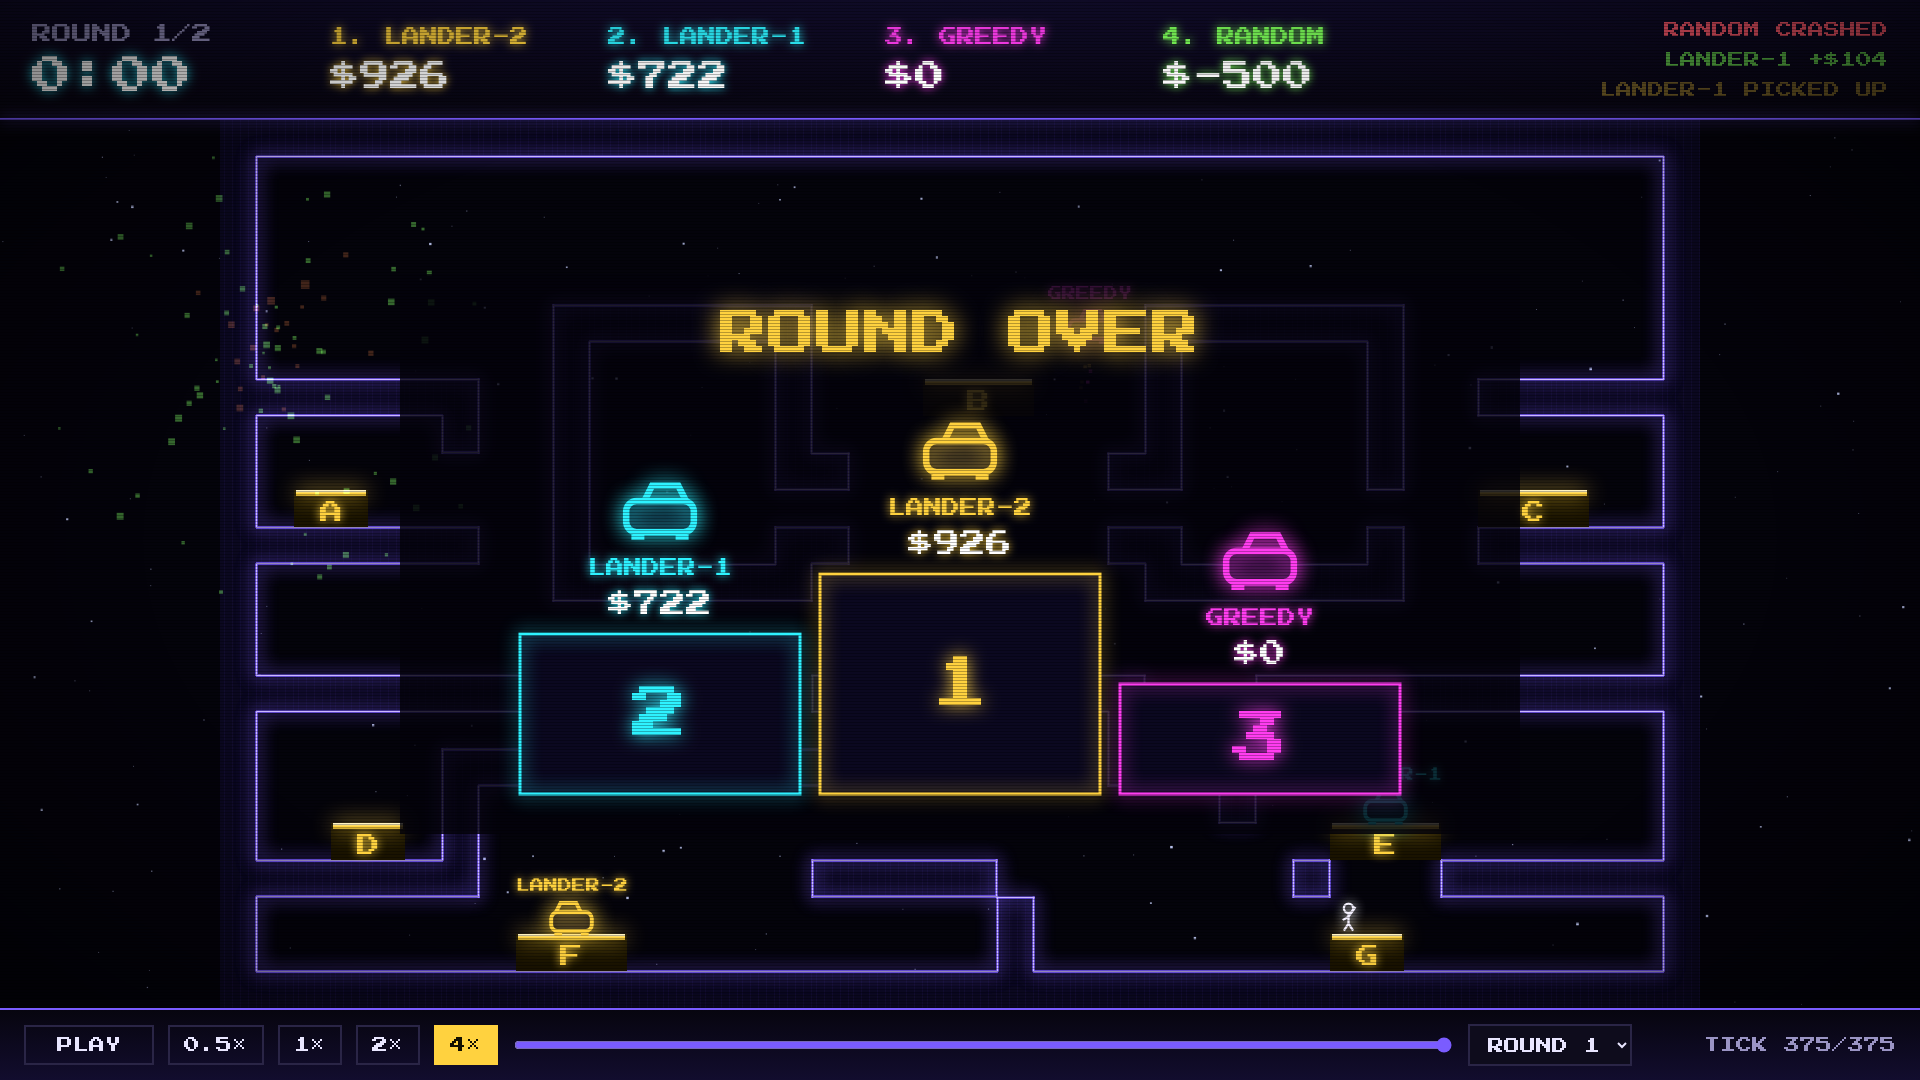 ROUND 1/2
0:00
1. LANDER-2
$926
2. LANDER-1
$722
3. GREEDY
$0
4. RANDOM
$-500
RANDOM CRASHED
LANDER-1 +$104
LANDER-1 PICKED UP
GREEDY
ROUND OVER
B
LANDER-2
$926
A
C
LANDER-1
$722
GREEDY
$0
1
2
3
R-1
D
E
LANDER-2
F
G
PLAY
0.5×
1×
2×
4×
ROUND 1
TICK 375/375